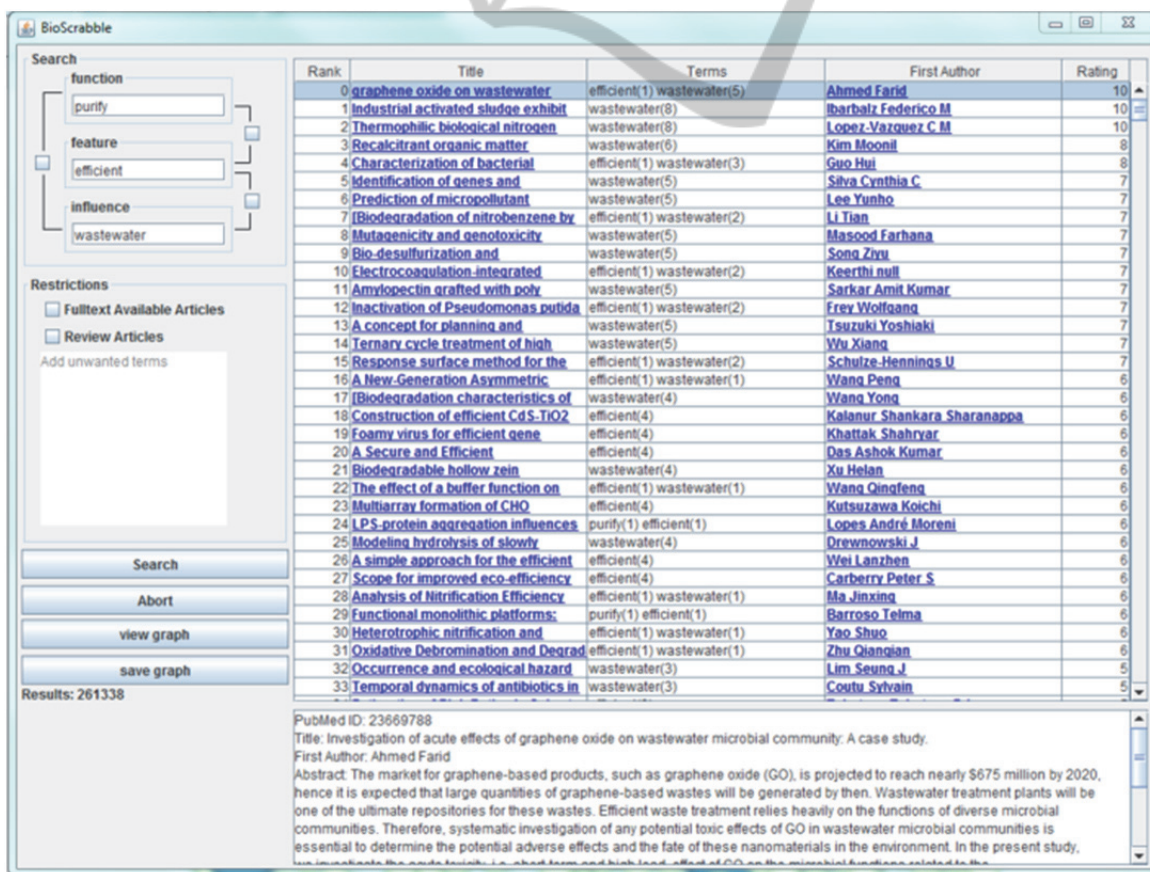 BioScrabble
Search
function
purify
feature
efficient
influence
wastewater
Restrictions
Fulltext Available Articles
Review Articles
Add unwanted terms
Search
Abort
view graph
save graph
Results: 261338
Rank Title Terms First Author Rating
0 graphene oxide on wastewater efficient(1) wastewater(5) Ahmed Farid 10
1 Industrial activated sludge exhibit wastewater(8) Ibarbalz Federico M 10
2 Thermophilic biological nitrogen wastewater(8) Lopez-Vazquez C M 10
3 Recalcitrant organic matter wastewater(6) Kim Moonil 8
4 Characterization of bacterial efficient(1) wastewater(3) Guo Hui 8
5 Identification of genes and wastewater(5) Silva Cynthia C 7
6 Prediction of micropollutant wastewater(5) Lee Yunho 7
7 [Biodegradation of nitrobenzene by efficient(1) wastewater(2) Li Tian 7
8 Mutagenicity and genotoxicity wastewater(5) Masood Farhana 7
9 Bio-desulfurization and wastewater(5) Song Ziyu 7
10 Electrocoagulation-integrated efficient(1) wastewater(2) Keerthi null 7
11 Amylopectin grafted with poly wastewater(5) Sarkar Amit Kumar 7
12 Inactivation of Pseudomonas putida efficient(1) wastewater(2) Frey Wolfgang 7
13 A concept for planning and wastewater(5) Tsuzuki Yoshiaki 7
14 Ternary cycle treatment of high wastewater(5) Wu Xiang 7
15 Response surface method for the efficient(1) wastewater(2) Schulze-Hennings U 7
16 A New-Generation Asymmetric efficient(1) wastewater(1) Wang Peng 6
17 [Biodegradation characteristics of wastewater(4) Wang Yong 6
18 Construction of efficient CdS-TiO2 efficient(4) Kalanur Shankara Sharanappa 6
19 Foamy virus for efficient gene efficient(4) Khattak Shahryar 6
20 A Secure and Efficient efficient(4) Das Ashok Kumar 6
21 Biodegradable hollow zein wastewater(4) Xu Helan 6
22 The effect of a buffer function on efficient(1) wastewater(1) Wang Qingfeng 6
23 Multiarray formation of CHO efficient(4) Kutsuzawa Koichi 6
24 LPS-protein aggregation influences purify(1) efficient(1) Lopes André Moreni 6
25 Modeling hydrolysis of slowly wastewater(4) Drewnowski J 6
26 A simple approach for the efficient efficient(4) Wei Lanzhen 6
27 Scope for improved eco-efficiency efficient(4) Carberry Peter S 6
28 Analysis of Nitrification Efficiency efficient(1) wastewater(1) Ma Jinxing 6
29 Functional monolithic platforms: purify(1) efficient(1) Barroso Telma 6
30 Heterotrophic nitrification and efficient(1) wastewater(1) Yao Shuo 6
31 Oxidative Debromination and Degrad efficient(1) wastewater(1) Zhu Qianqian 6
32 Occurrence and ecological hazard wastewater(3) Lim Seung J 5
33 Temporal dynamics of antibiotics in wastewater(3) Coutu Sylvain 5
PubMed ID: 23669788
Title: Investigation of acute effects of graphene oxide on wastewater microbial community: A case study.
First Author: Ahmed Farid
Abstract: The market for graphene-based products, such as graphene oxide (GO), is projected to reach nearly $675 million by 2020,
hence it is expected that large quantities of graphene-based wastes will be generated by then. Wastewater treatment plants will be
one of the ultimate repositories for these wastes. Efficient waste treatment relies heavily on the functions of diverse microbial
communities. Therefore, systematic investigation of any potential toxic effects of GO in wastewater microbial communities is
essential to determine the potential adverse effects and the fate of these nanomaterials in the environment. In the present study,